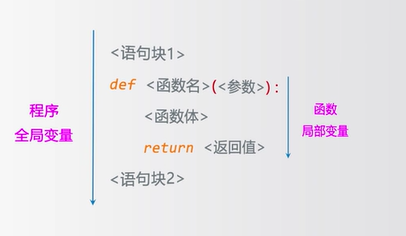 <语句块1>
def <函数名>(<参数>):
<函数体>
return <返回值>
<语句块2>
程序
全局变量
函数
局部变量